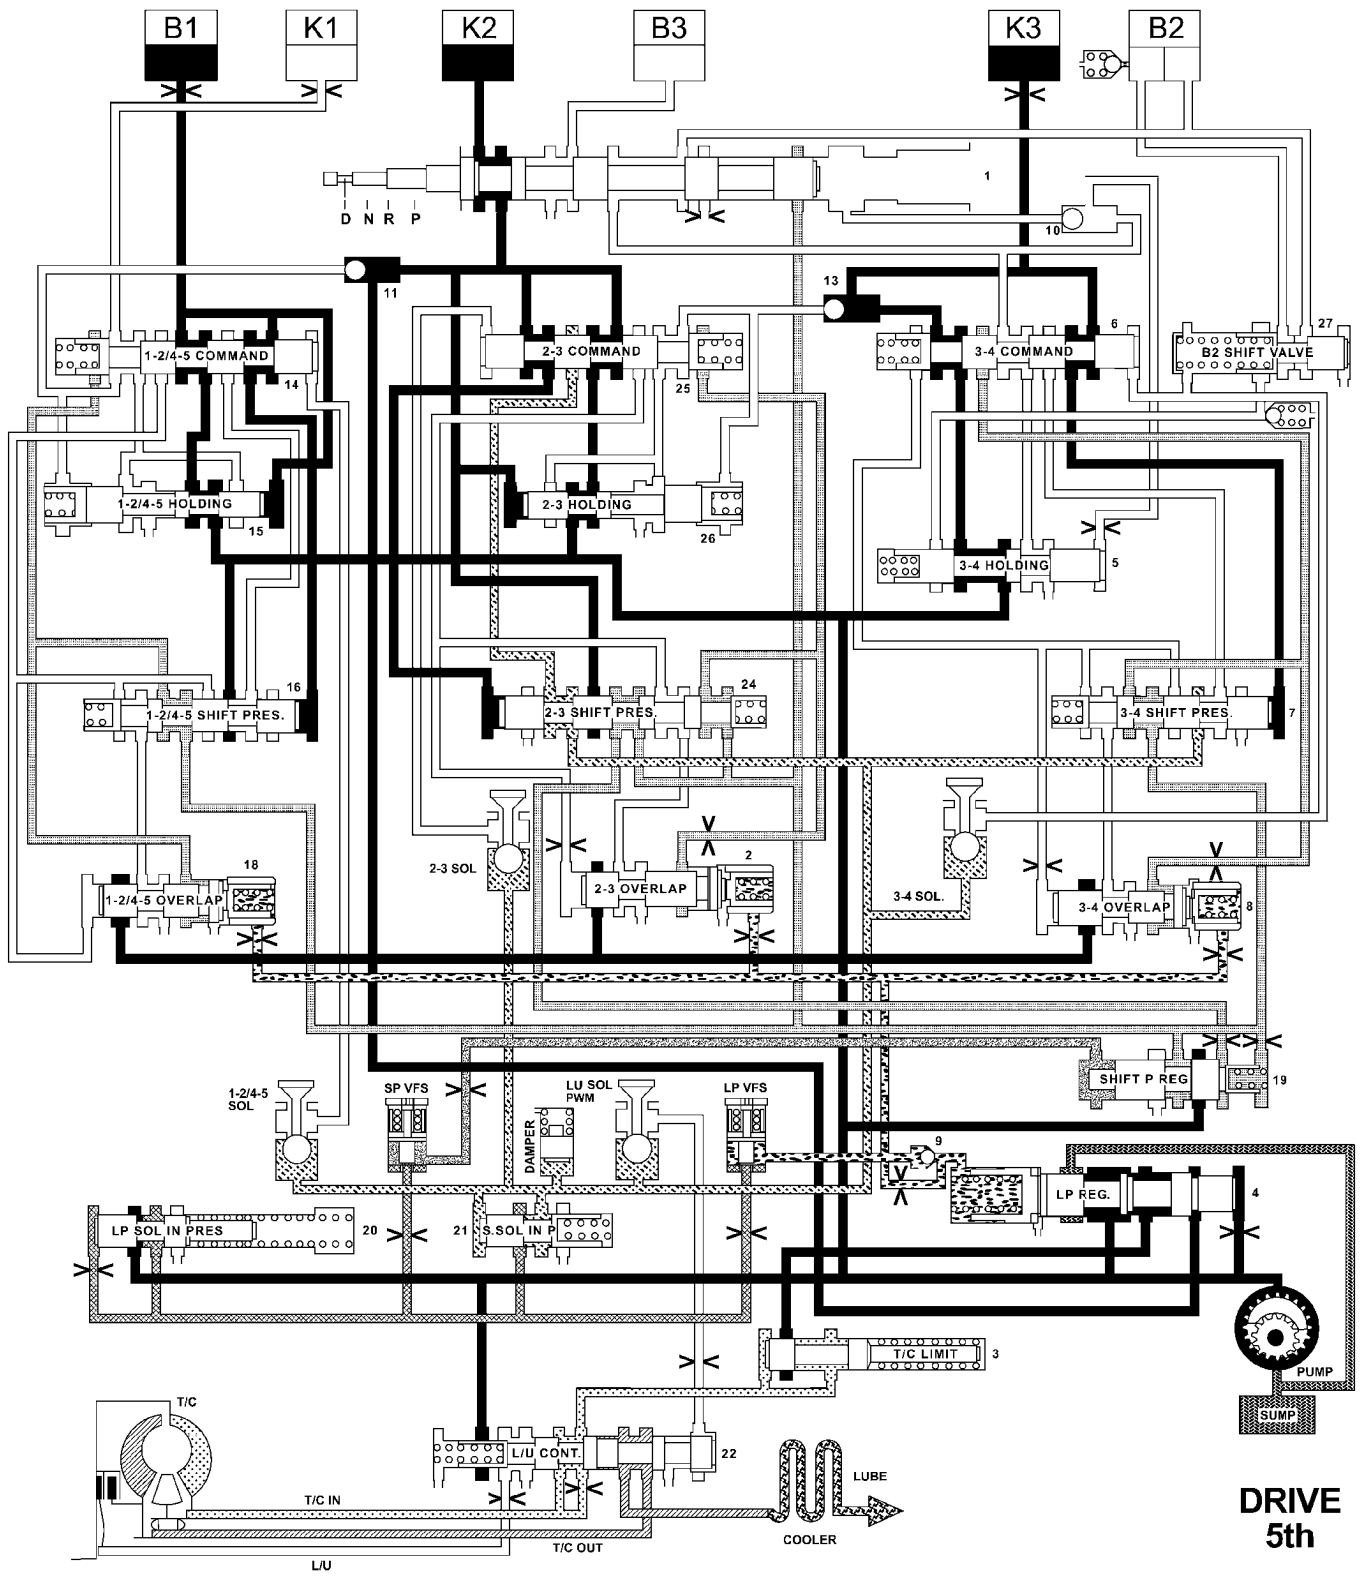 B1
K1
K2
B3
K3
B2
1
D N R P
10
11
13
6
27
1-2/4-5 COMMAND
2-3 COMMAND
3-4 COMMAND
B2 SHIFT VALVE
14
25
1-2/4-5 HOLDING
2-3 HOLDING
15
26
3-4 HOLDING
5
16
24
1-2/4-5 SHIFT PRES.
2-3 SHIFT PRES.
3-4 SHIFT PRES.
7
18
2-3 SOL
2
3-4 SOL.
1-2/4-5 OVERLAP
2-3 OVERLAP
3-4 OVERLAP
8
SHIFT P REG
19
1-2/4-5
SOL
SP VFS
LU SOL
PWM
LP VFS
DAMPER
9
LP REG.
4
LP SOL IN PRES
20
21
S.SOL IN P
T/C LIMIT
3
PUMP
SUMP
T/C
L/U CONT.
22
LUBE
T/C IN
COOLER
T/C OUT
L/U
DRIVE
5th